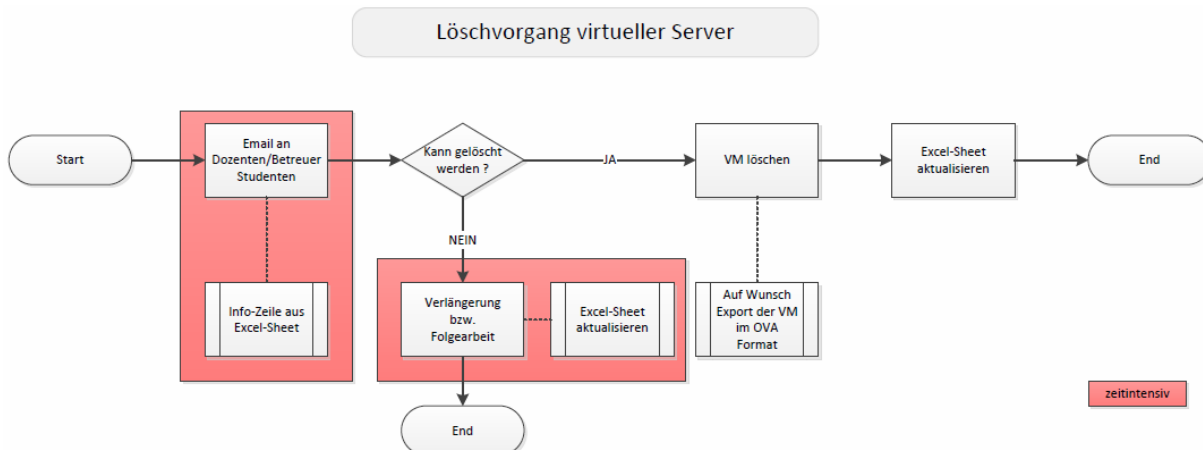 Löschvorgang virtueller Server
Start
Email an
Dozenten/Betreuer
Studenten
Kann gelöscht
werden ?
JA
VM löschen
Excel-Sheet
aktualisieren
End
NEIN
Info-Zeile aus
Excel-Sheet
Verlängerung
bzw.
Folgearbeit
Excel-Sheet
aktualisieren
Auf Wunsch
Export der VM
im OVA
Format
zeitintensiv
End